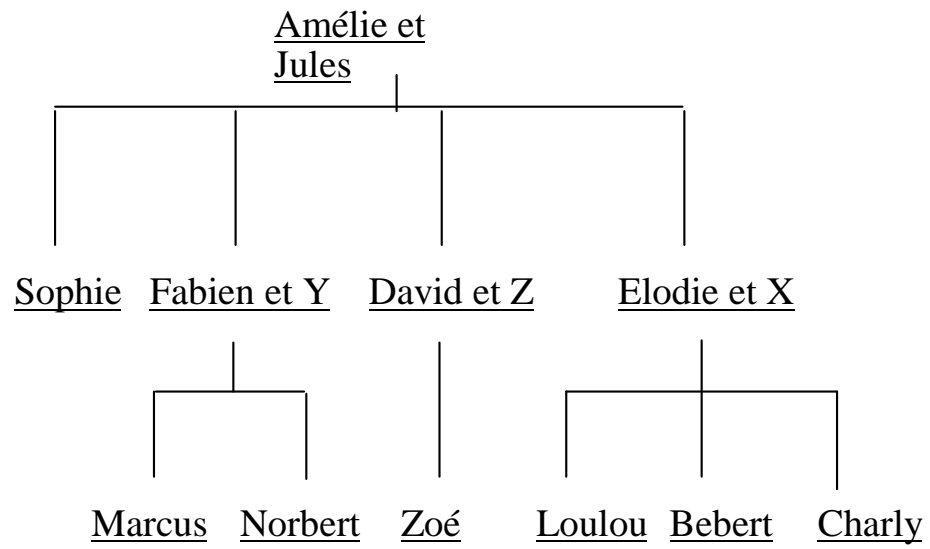 Amélie et
Jules
Sophie Fabien et Y David et Z Elodie et X
Marcus Norbert Zoé Loulou Bebert Charly